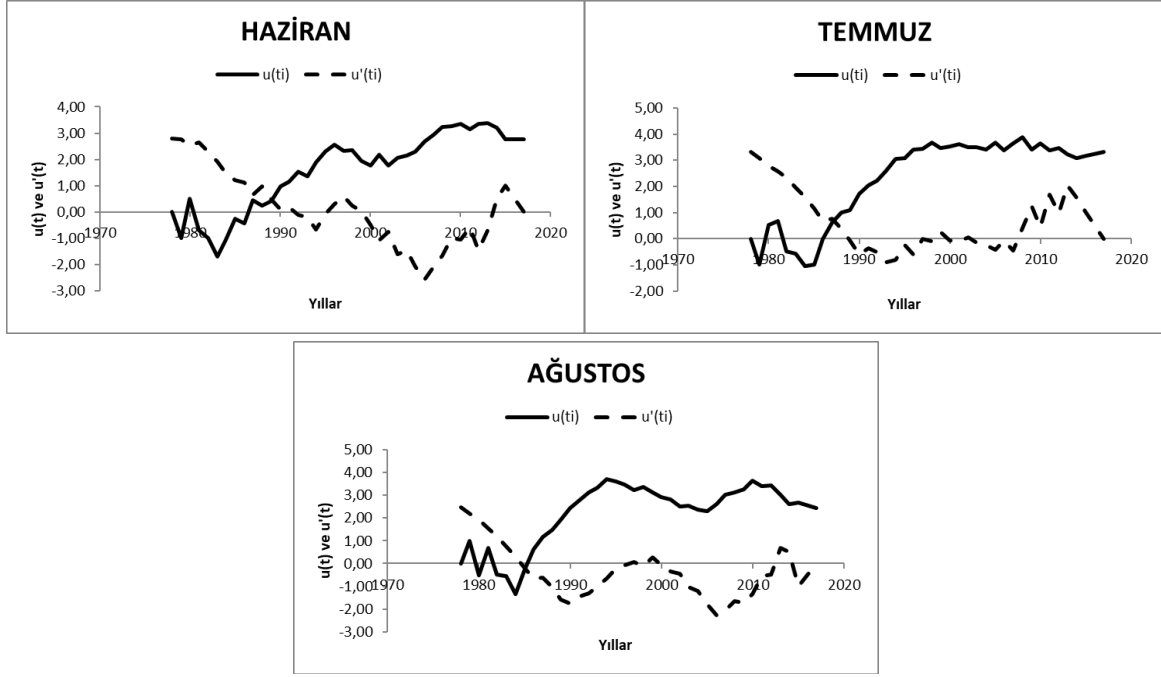 HAZİRAN
u(ti) u'(ti)
4,00
3,00
2,00
1,00
0,00
-1,00
-2,00
-3,00
1970 1980 1990 2000 2010 2020
u(t) ve u'(t)
Yıllar
TEMMUZ
u(ti) u'(ti)
5,00
4,00
3,00
2,00
1,00
0,00
-1,00
-2,00
1970 1980 1990 2000 2010 2020
u(t) ve u'(t)
Yıllar
AĞUSTOS
u(ti) u'(ti)
5,00
4,00
3,00
2,00
1,00
0,00
-1,00
-2,00
-3,00
1970 1980 1990 2000 2010 2020
u(t) ve u'(t)
Yıllar